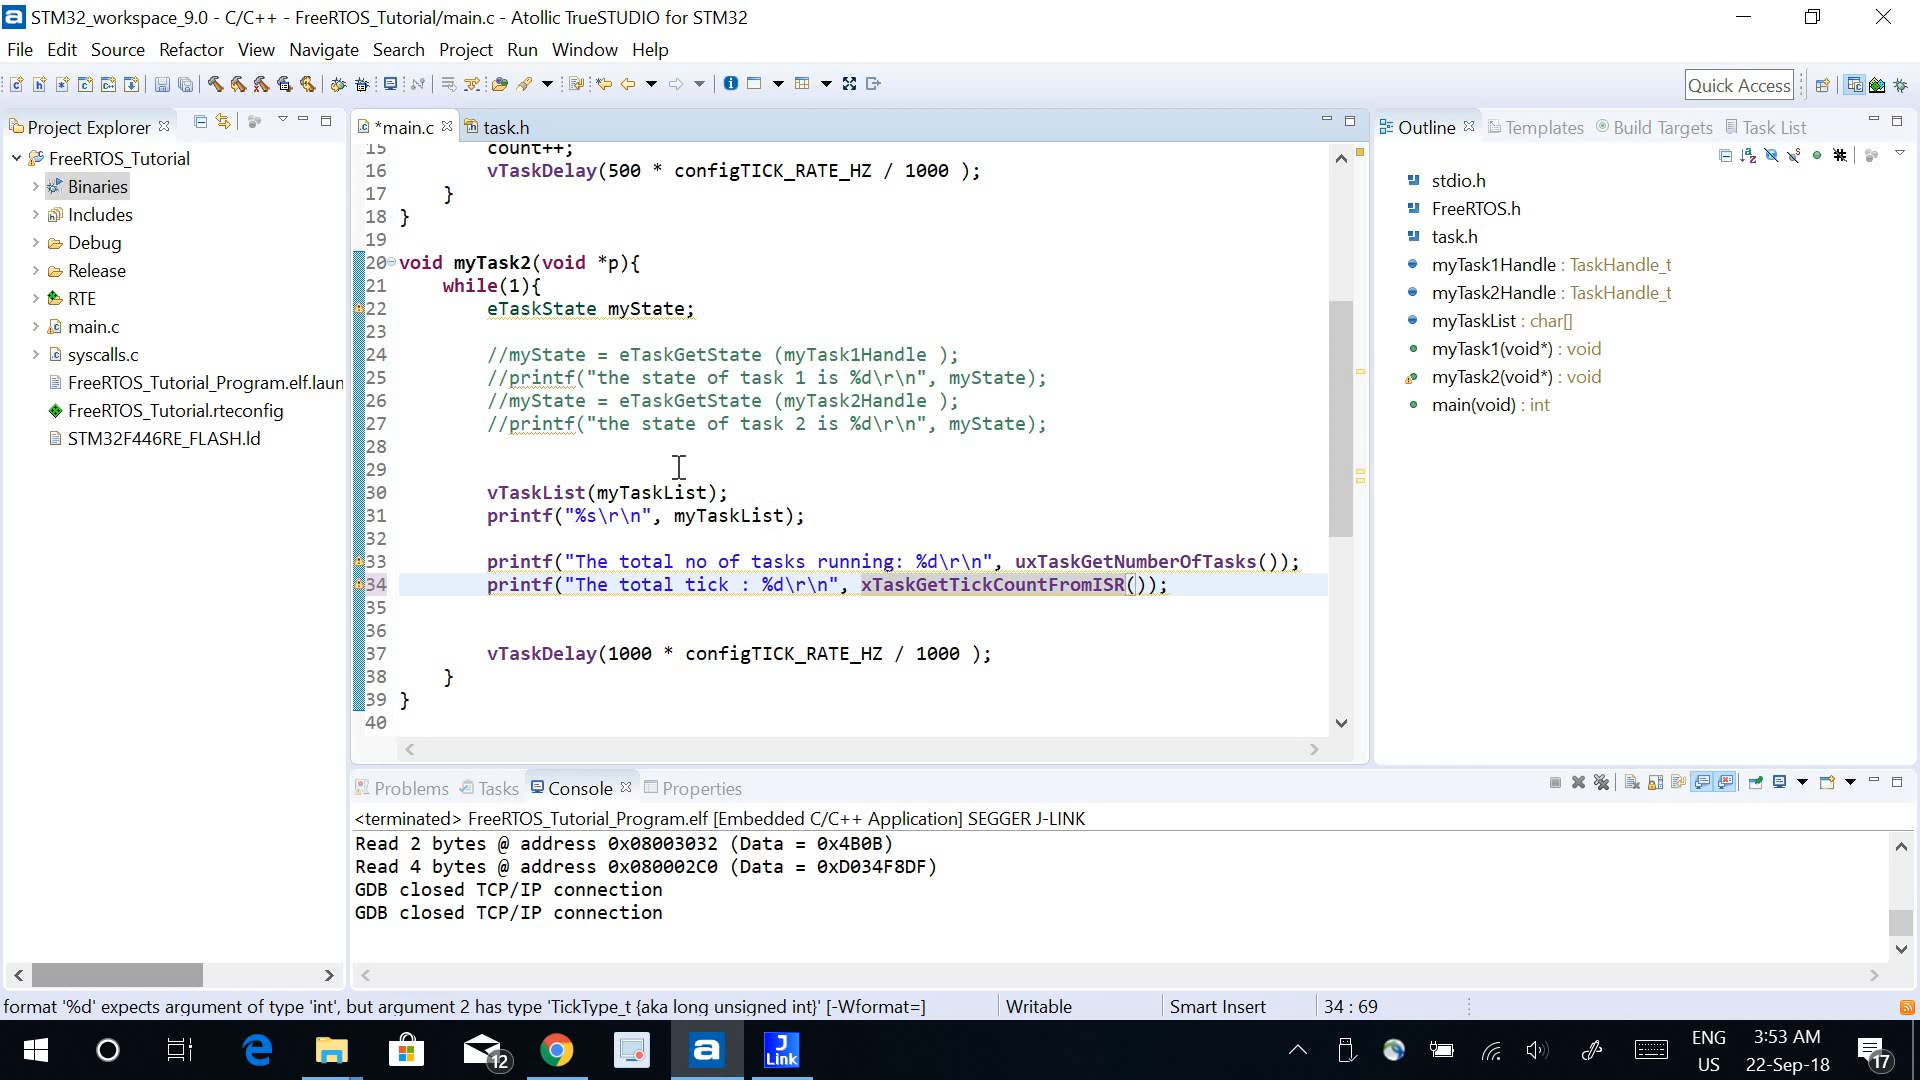 STM32_workspace_9.0 - C/C++ - FreeRTOS_Tutorial/main.c - Atollic TrueSTUDIO for STM32
File Edit Source Refactor View Navigate Search Project Run Window Help
Quick Access
Project Explorer
FreeRTOS_Tutorial
Binaries
Includes
Debug
Release
RTE
main.c
syscalls.c
FreeRTOS_Tutorial_Program.elf.laun
FreeRTOS_Tutorial.rteconfig
STM32F446RE_FLASH.ld
*main.c task.h
15 count++;
16 vTaskDelay(500 * configTICK_RATE_HZ / 1000 );
17 }
18 }
19
20 void myTask2(void *p){
21 while(1){
22 eTaskState myState;
23
24 //myState = eTaskGetState (myTask1Handle );
25 //printf("the state of task 1 is %d\r\n", myState);
26 //myState = eTaskGetState (myTask2Handle );
27 //printf("the state of task 2 is %d\r\n", myState);
28
29
30 vTaskList(myTaskList);
31 printf("%s\r\n", myTaskList);
32
33 printf("The total no of tasks running: %d\r\n", uxTaskGetNumberOfTasks());
34 printf("The total tick : %d\r\n", xTaskGetTickCountFromISR());
35
36
37 vTaskDelay(1000 * configTICK_RATE_HZ / 1000 );
38 }
39 }
40
Outline Templates Build Targets Task List
stdio.h
FreeRTOS.h
task.h
myTask1Handle : TaskHandle_t
myTask2Handle : TaskHandle_t
myTaskList : char[]
myTask1(void*) : void
myTask2(void*) : void
main(void) : int
Problems Tasks Console Properties
<terminated> FreeRTOS_Tutorial_Program.elf [Embedded C/C++ Application] SEGGER J-LINK
Read 2 bytes @ address 0x08003032 (Data = 0x4B0B)
Read 4 bytes @ address 0x080002C0 (Data = 0xD034F8DF)
GDB closed TCP/IP connection
GDB closed TCP/IP connection
format '%d' expects argument of type 'int', but argument 2 has type 'TickType_t {aka long unsigned int}' [-Wformat=] Writable Smart Insert 34 : 69
12
a
J Link
ENG
US
3:53 AM
22-Sep-18
17